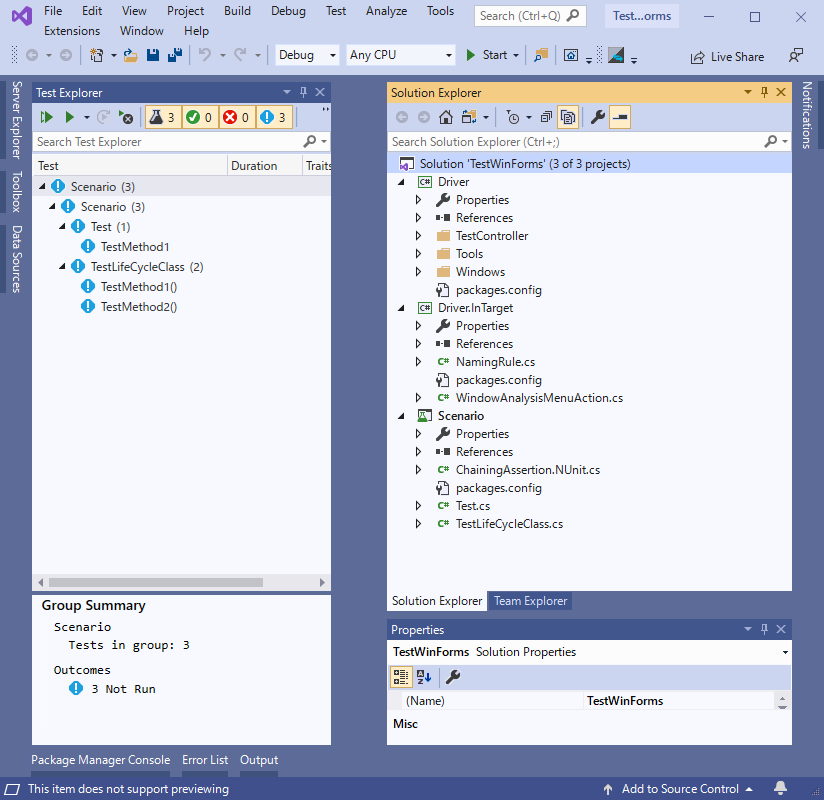 File Edit View Project Build Debug Test Analyze Tools Search (Ctrl+Q) Test...orms
Extensions Window Help
Debug Any CPU Start Live Share
Server Explorer
Toolbox
Data Sources
Test Explorer
3 0 0 3
Search Test Explorer
Test Duration Traits
Scenario (3)
Scenario (3)
Test (1)
TestMethod1
TestLifeCycleClass (2)
TestMethod1()
TestMethod2()
Group Summary
Scenario
Tests in group: 3
Outcomes
3 Not Run
Solution Explorer
Search Solution Explorer (Ctrl+;)
Solution 'TestWinForms' (3 of 3 projects)
C# Driver
Properties
References
TestController
Tools
Windows
packages.config
C# Driver.InTarget
Properties
References
C# NamingRule.cs
packages.config
C# WindowAnalysisMenuAction.cs
Scenario
Properties
References
C# ChainingAssertion.NUnit.cs
packages.config
C# Test.cs
C# TestLifeCycleClass.cs
Solution Explorer Team Explorer
Properties
TestWinForms Solution Properties
(Name) TestWinForms
Misc
Notifications
Package Manager Console Error List Output
This item does not support previewing Add to Source Control